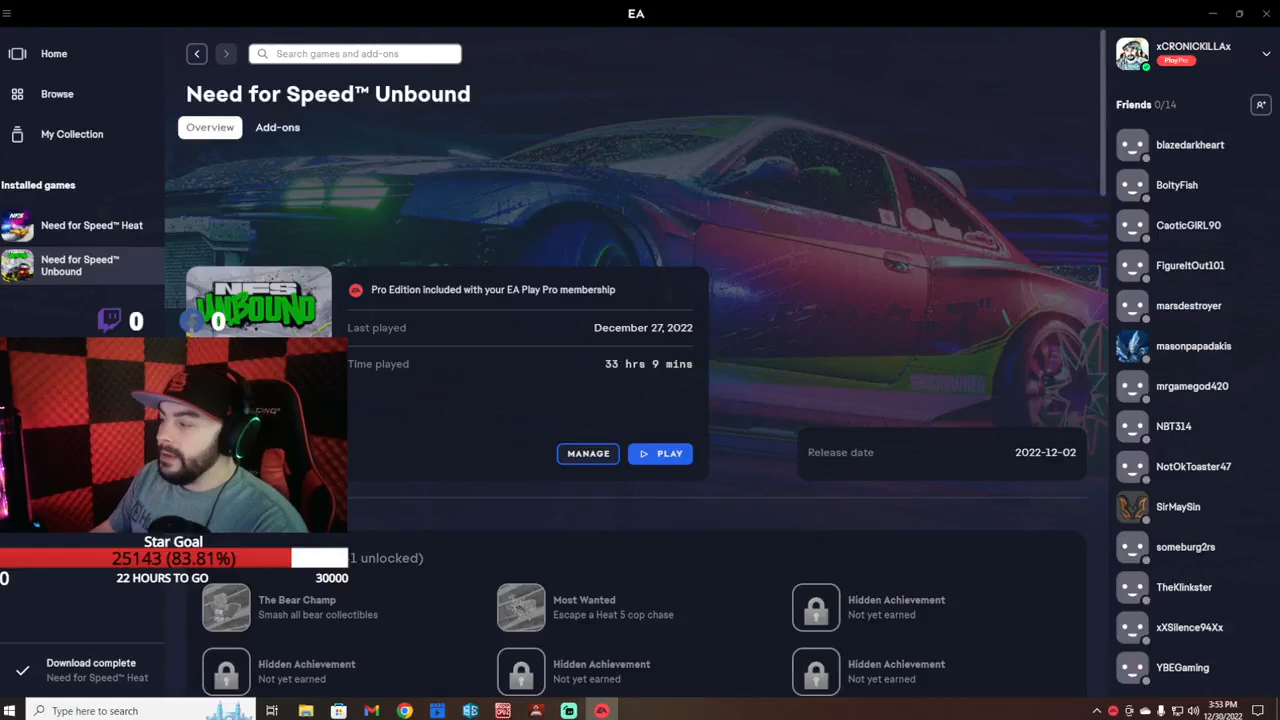 EA
Home
Browse
My Collection
Installed games
Need for Speed™ Heat
Need for Speed™
Unbound
Search games and add-ons
Need for Speed™ Unbound
Overview
Add-ons
NFS
UNBOUND
Pro Edition included with your EA Play Pro membership
Last played
December 27, 2022
Time played
33 hrs 9 mins
MANAGE
PLAY
Release date
2022-12-02
0
0
Star Goal
25143 (83.81%)
0
22 HOURS TO GO
30000
1 unlocked)
The Bear Champ
Smash all bear collectibles
Most Wanted
Escape a Heat 5 cop chase
Hidden Achievement
Not yet earned
Hidden Achievement
Not yet earned
Hidden Achievement
Not yet earned
Hidden Achievement
Not yet earned
Download complete
Need for Speed™ Heat
xCRONICKILLAx
PlayPro
Friends 0/14
blazedarkheart
BoltyFish
CaoticGIRL90
FigureItOut101
marsdestroyer
masonpapadakis
mrgamegod420
NBT314
NotOkToaster47
SirMaySin
someburg2rs
TheKlinkster
xXSilence94Xx
YBEGaming
Type here to search
3:53 PM
12/30/2022